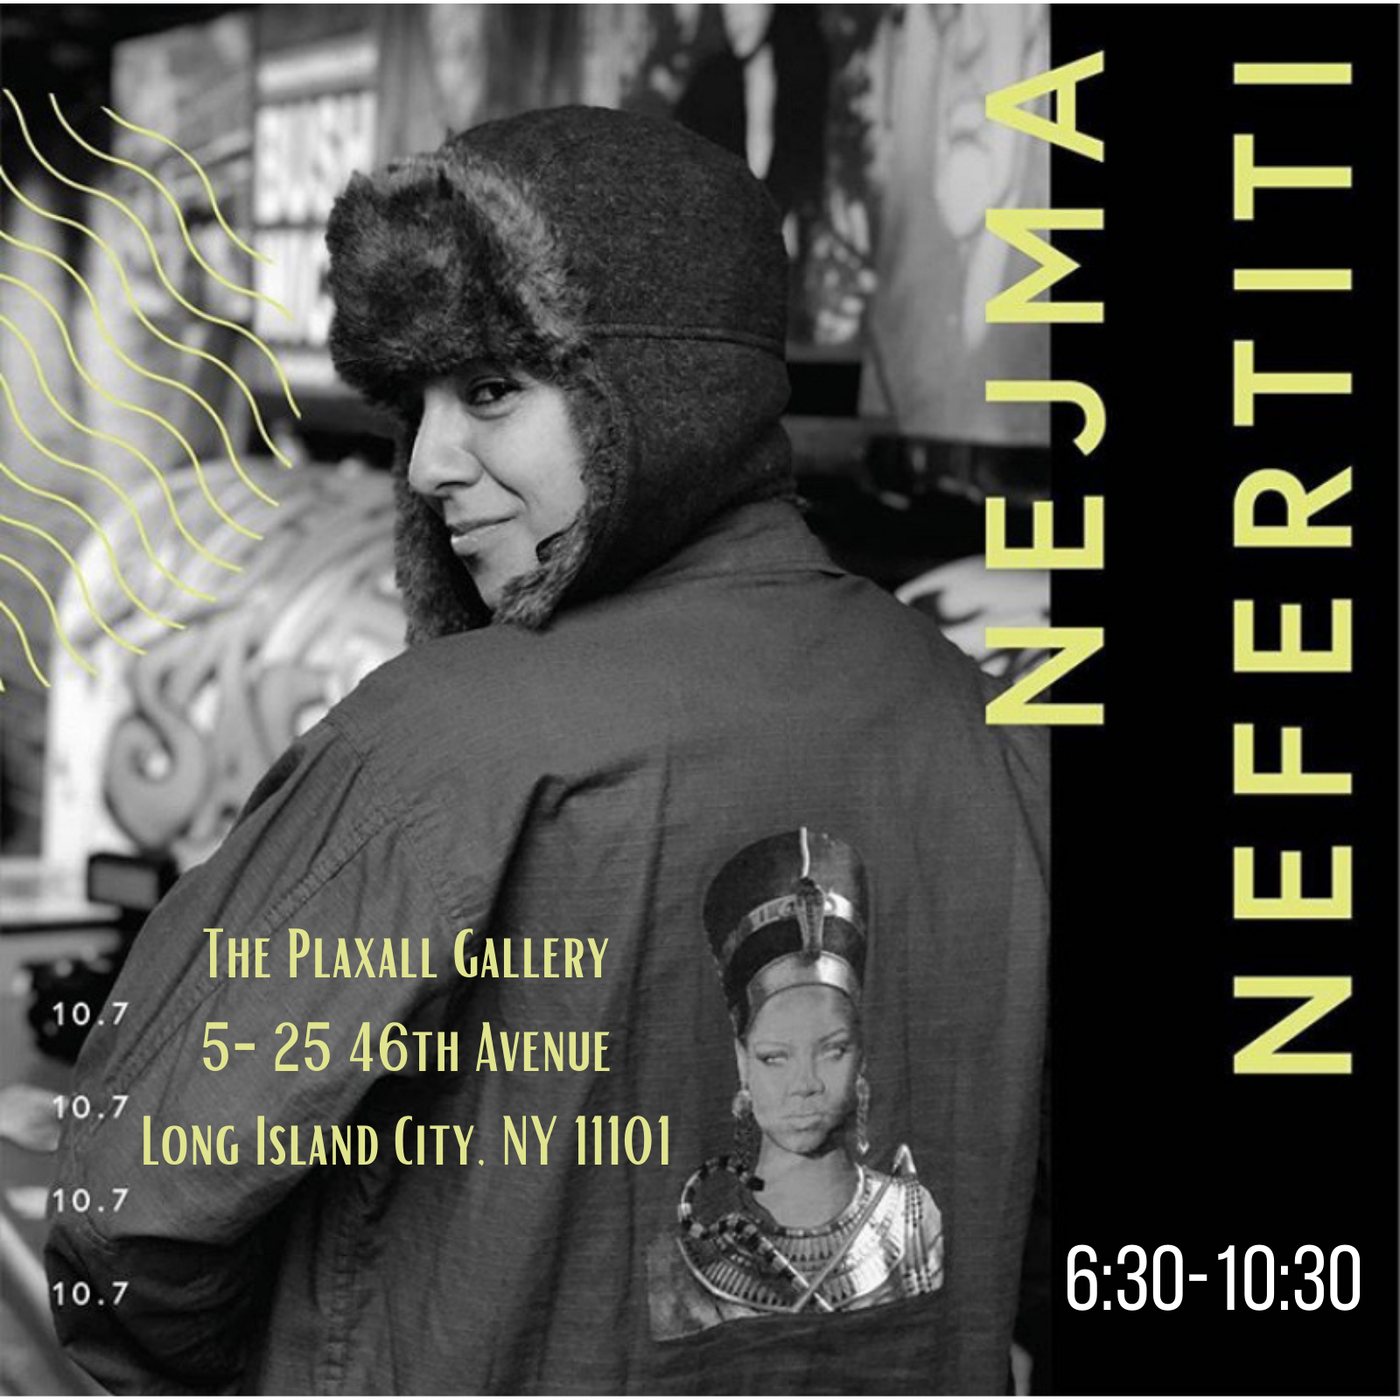 NEJMA
NEFERTITI
The Plaxall Gallery
5- 25 46th Avenue
Long Island City, NY 11101
10.7
10.7
10.7
10.7
6:30-10:30